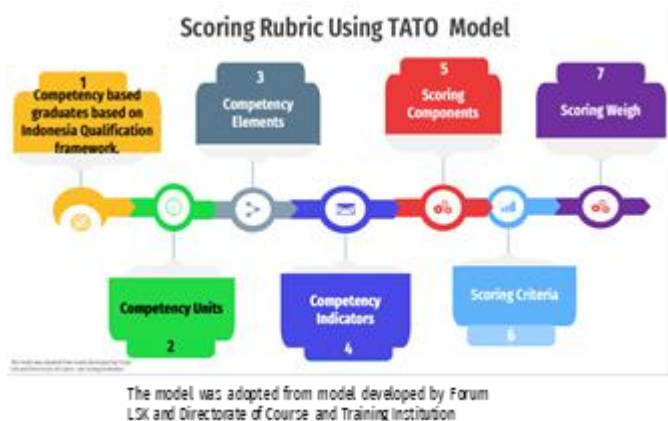 Scoring Rubric Using TATO Model
1
Competency based
graduates based on
Indonesia Qualification
framework.
3
Competency
Elements
5
Scoring
Components
7
Scoring Weigh
Competency Units
2
Competency
Indicators
4
Scoring Criteria
6
The model was adopted from model developed by Forum
LSK and Directorate of Course and Training Institution